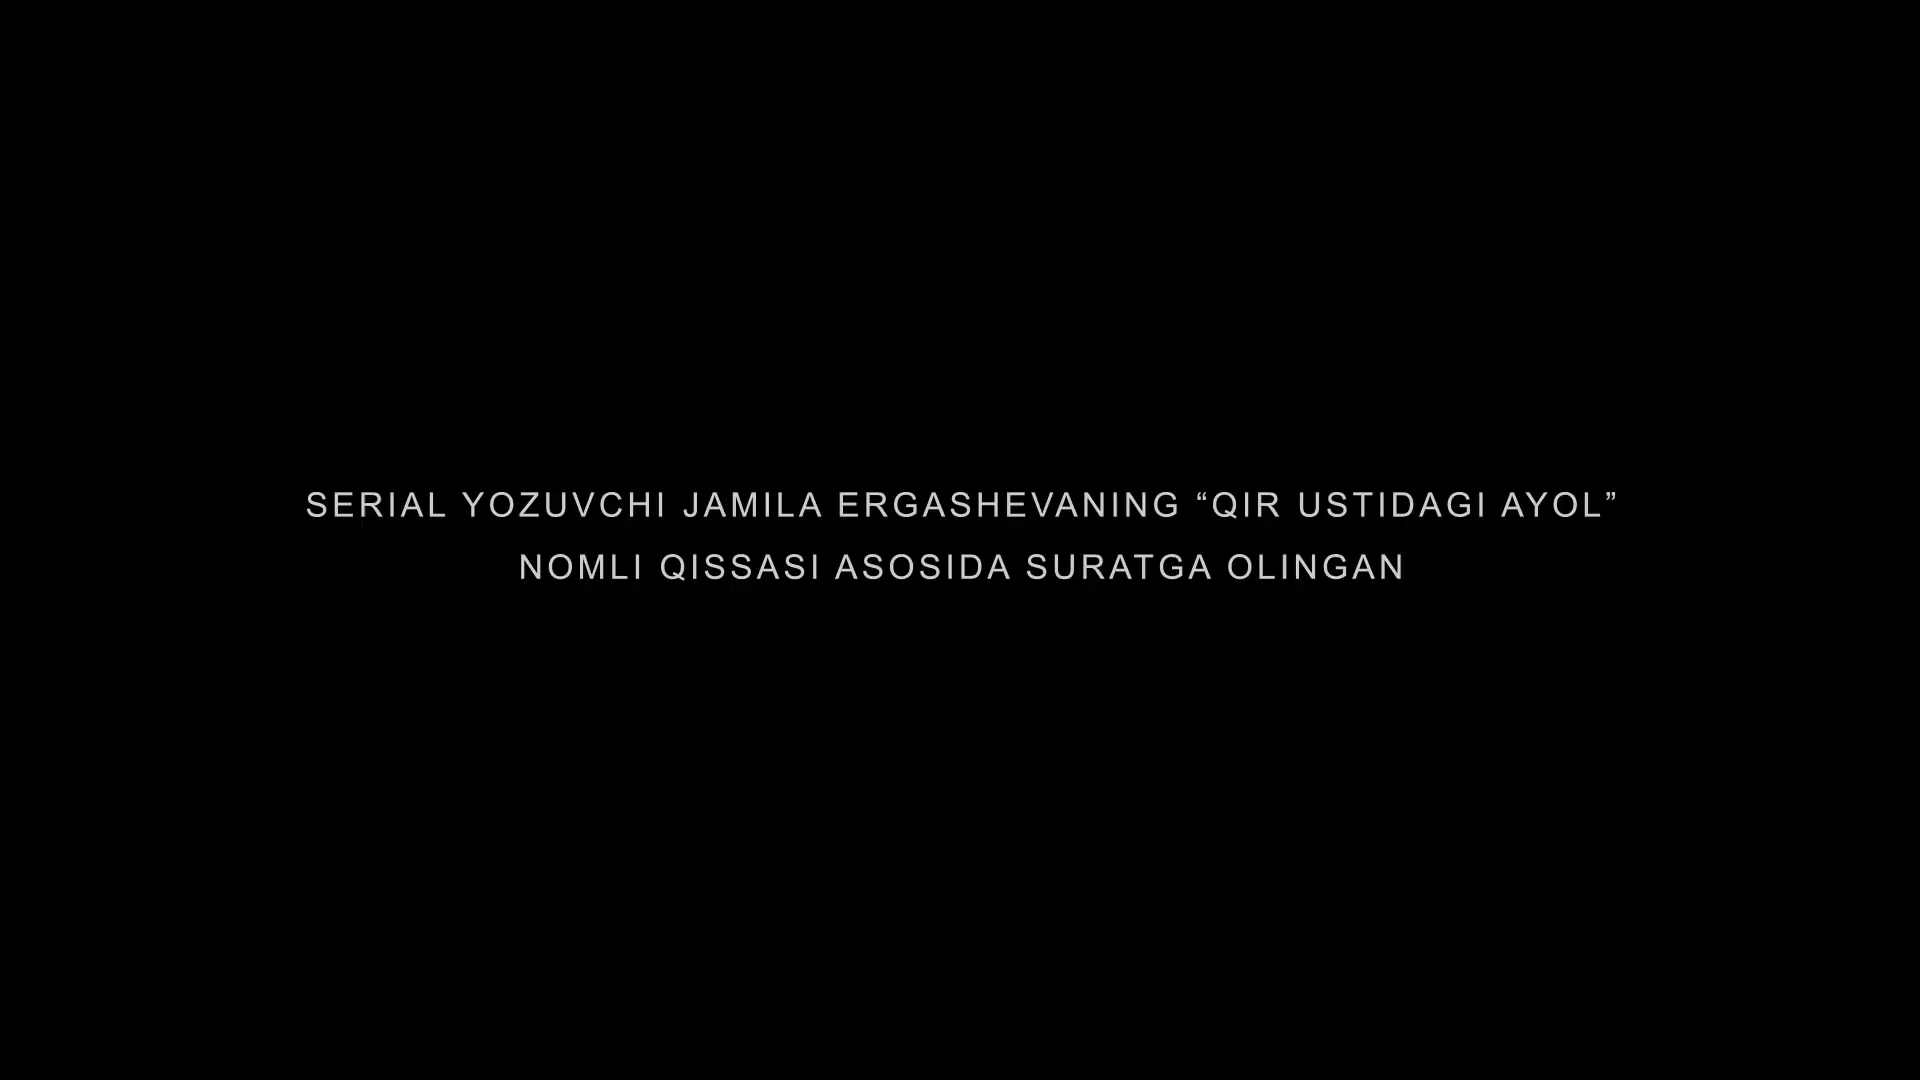 SERIAL YOZUVCHI JAMILA ERGASHEVANING “QIR USTIDAGI AYOL”
NOMLI QISSASI ASOSIDA SURATGA OLINGAN